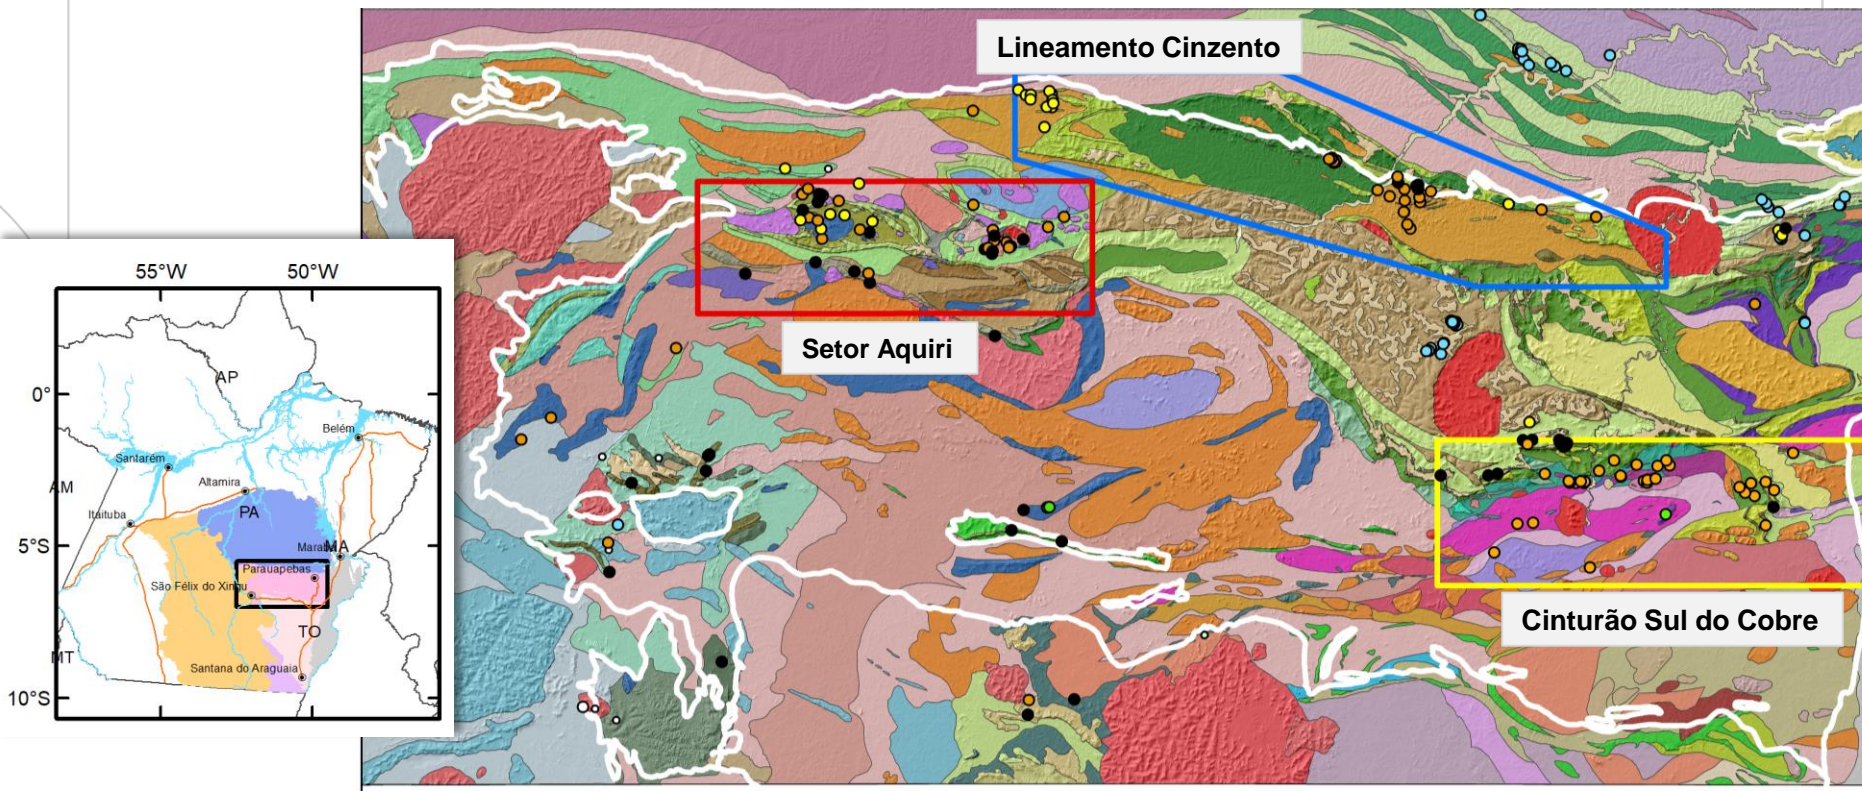 Lineamento Cinzento
Setor Aquiri
Cinturão Sul do Cobre
55°W 50°W
0°
5°S
10°S
AP
Belém
Santarém
Altamira
AM
PA
Itaituba
Marabá
MA
Parauapebas
São Félix do Xingu
TO
MT
Santana do Araguaia